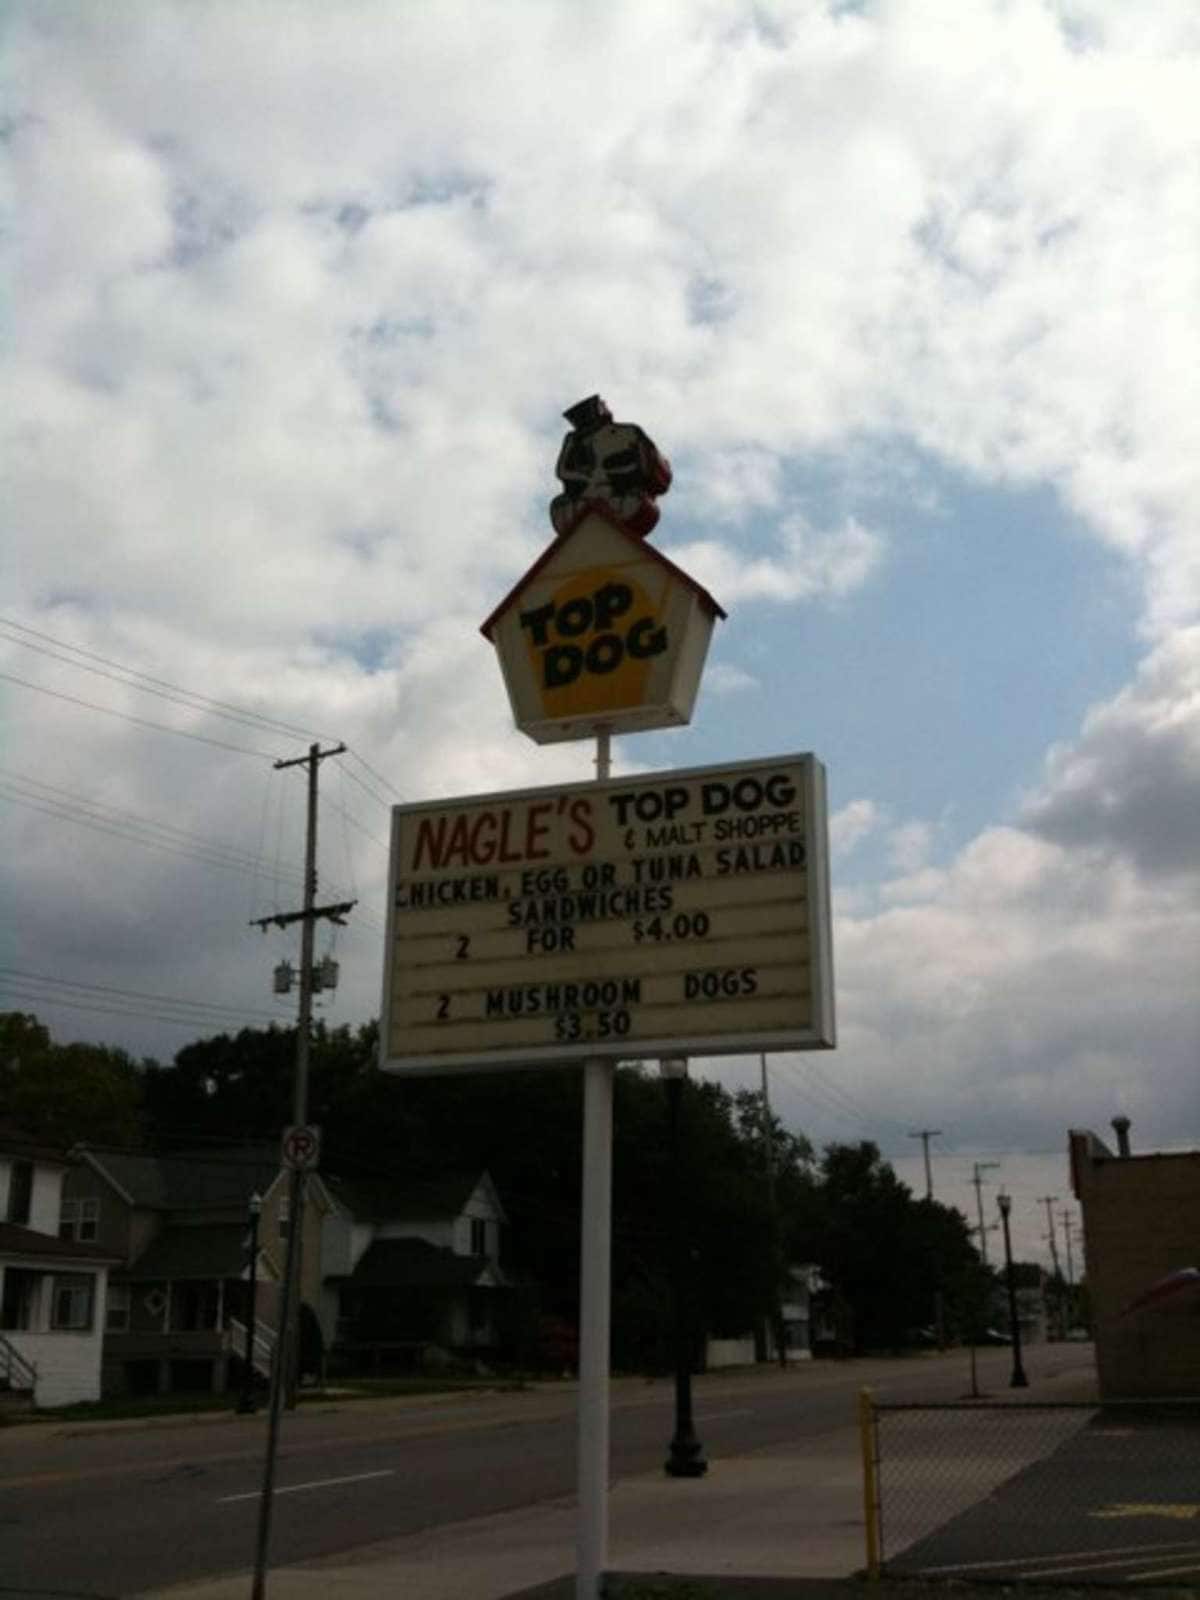 TOP
DOG
NAGLE'S TOP DOG
& MALT SHOPPE
CHICKEN, EGG OR TUNA SALAD
SANDWICHES
2 FOR $4.00
2 MUSHROOM DOGS
$3.50
P